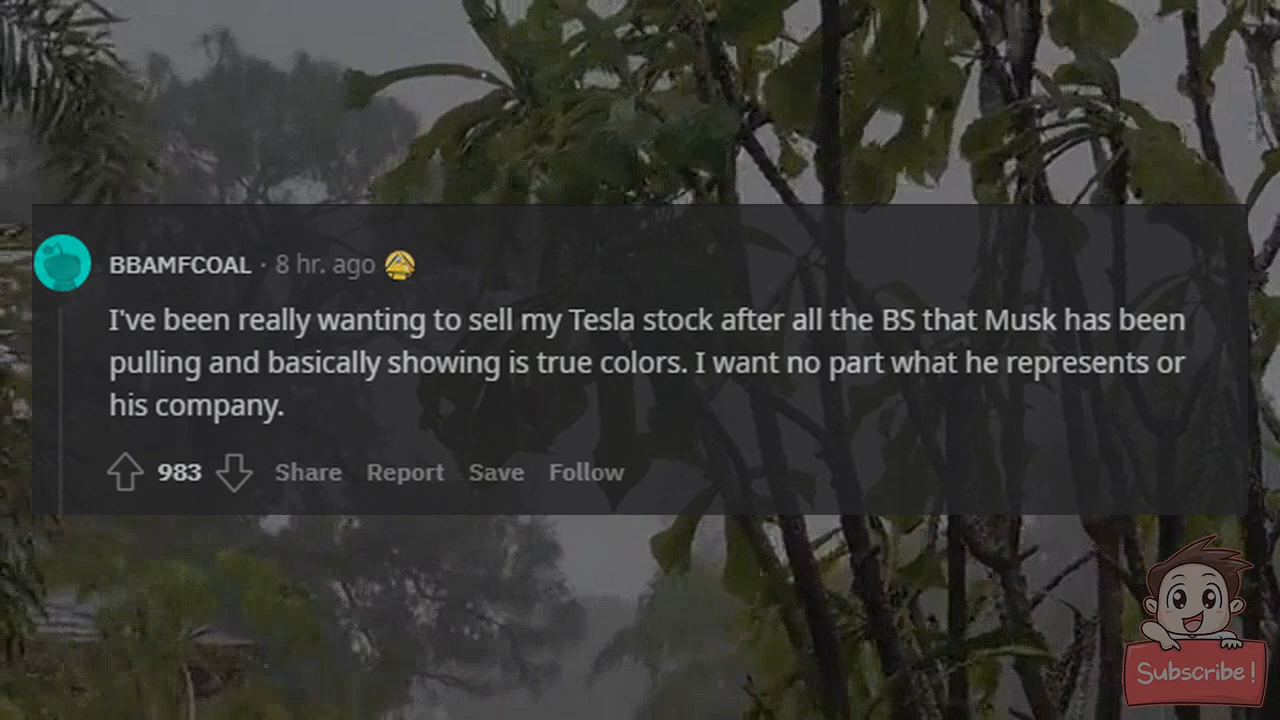 BBAMFCOAL · 8 hr. ago
I've been really wanting to sell my Tesla stock after all the BS that Musk has been
pulling and basically showing is true colors. I want no part what he represents or
his company.
983 Share Report Save Follow
Subscribe!